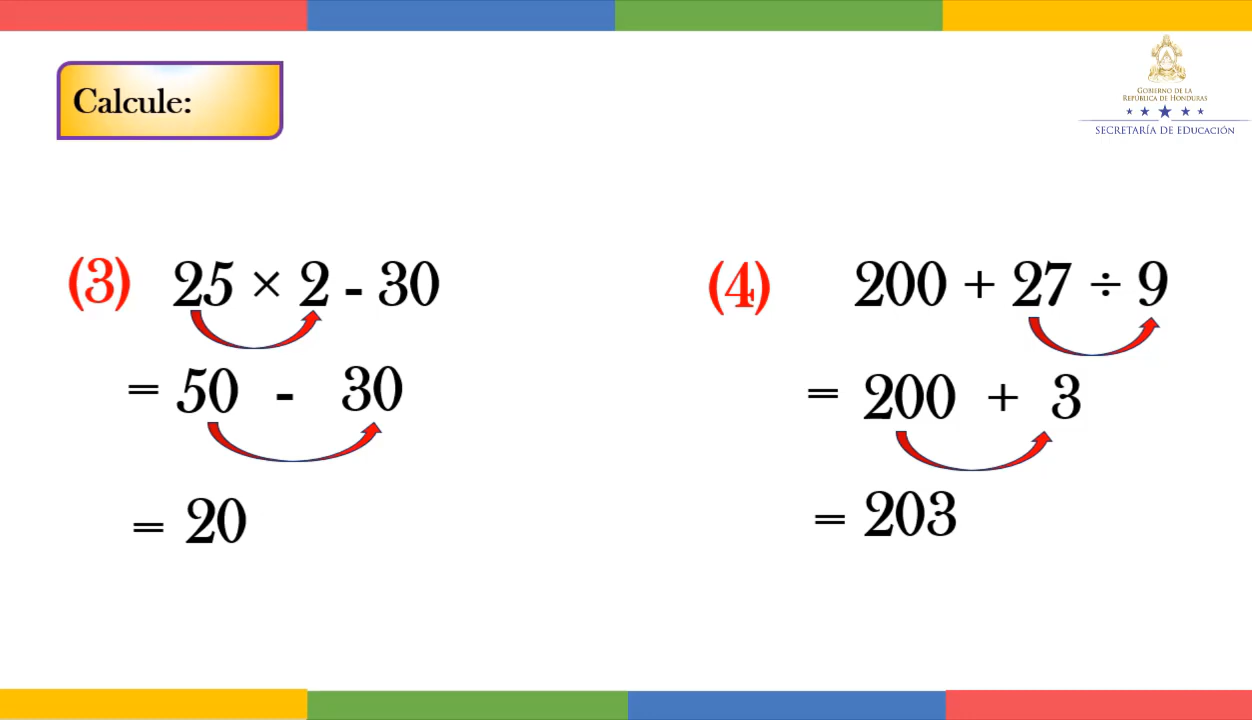 Calcule:
GOBIERNO DE LA
REPÚBLICA DE HONDURAS
SECRETARÍA DE EDUCACIÓN
(3) 25 × 2 - 30
= 50 - 30
= 20
(4) 200 + 27 ÷ 9
= 200 + 3
= 203